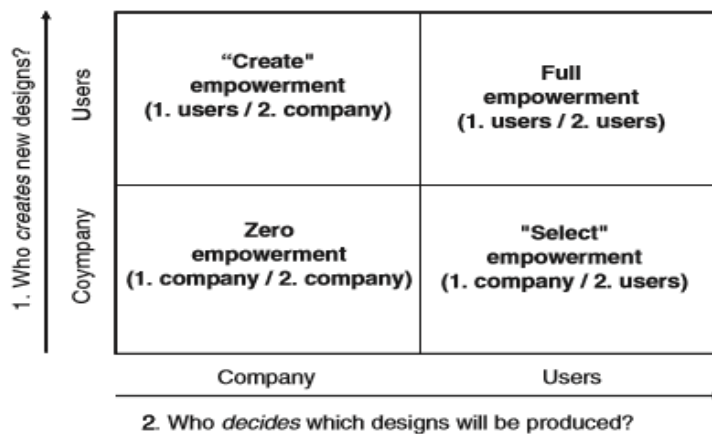 1. Who creates new designs?
Users
“Create"
empowerment
(1. users / 2. company)
Full
empowerment
(1. users / 2. users)
Coympany
Zero
empowerment
(1. company / 2. company)
"Select"
empowerment
(1. company / 2. users)
Company
Users
2. Who decides which designs will be produced?